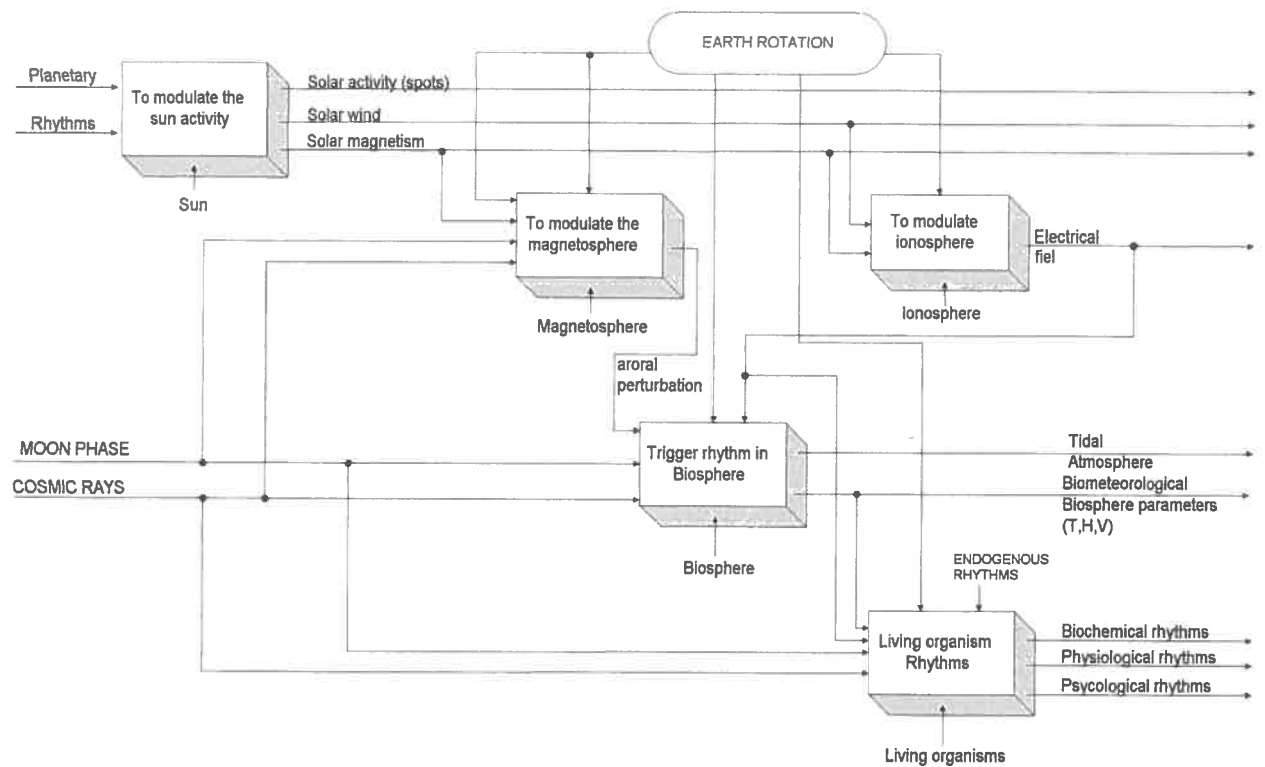 EARTH ROTATION
Planetary
Rhythms
To modulate the
sun activity
Sun
Solar activity (spots)
Solar wind
Solar magnetism
To modulate the
magnetosphere
Magnetosphere
To modulate
ionosphere
Ionosphere
Electrical
fiel
aroral
perturbation
MOON PHASE
COSMIC RAYS
Trigger rhythm in
Biosphere
Biosphere
Tidal
Atmosphere
Biometeorological
Biosphere parameters
(T,H,V)
ENDOGENOUS
RHYTHMS
Living organism
Rhythms
Living organisms
Biochemical rhythms
Physiological rhythms
Psycological rhythms